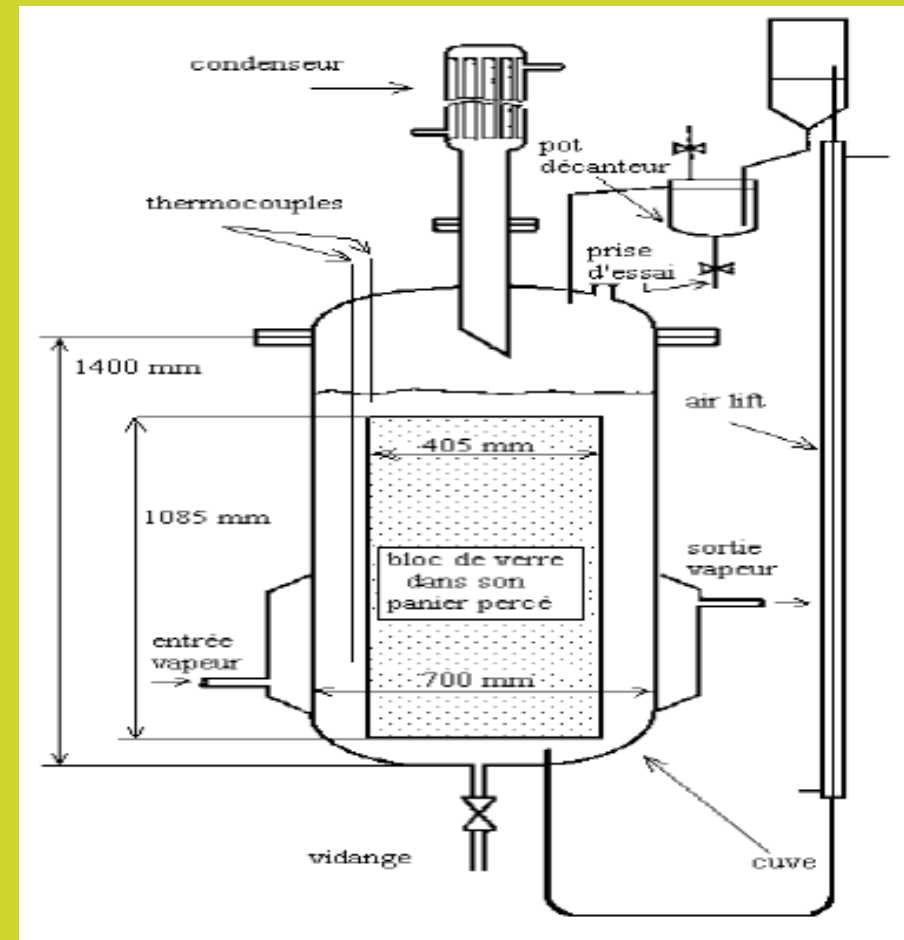 condenseur
pot
décanteur
thermocouples
prise
d'essai
1400 mm
air lift
405 mm
1085 mm
sortie
vapeur
bloc de verre
dans son
panier percé
entrée
vapeur
700 mm
vidange
cuve